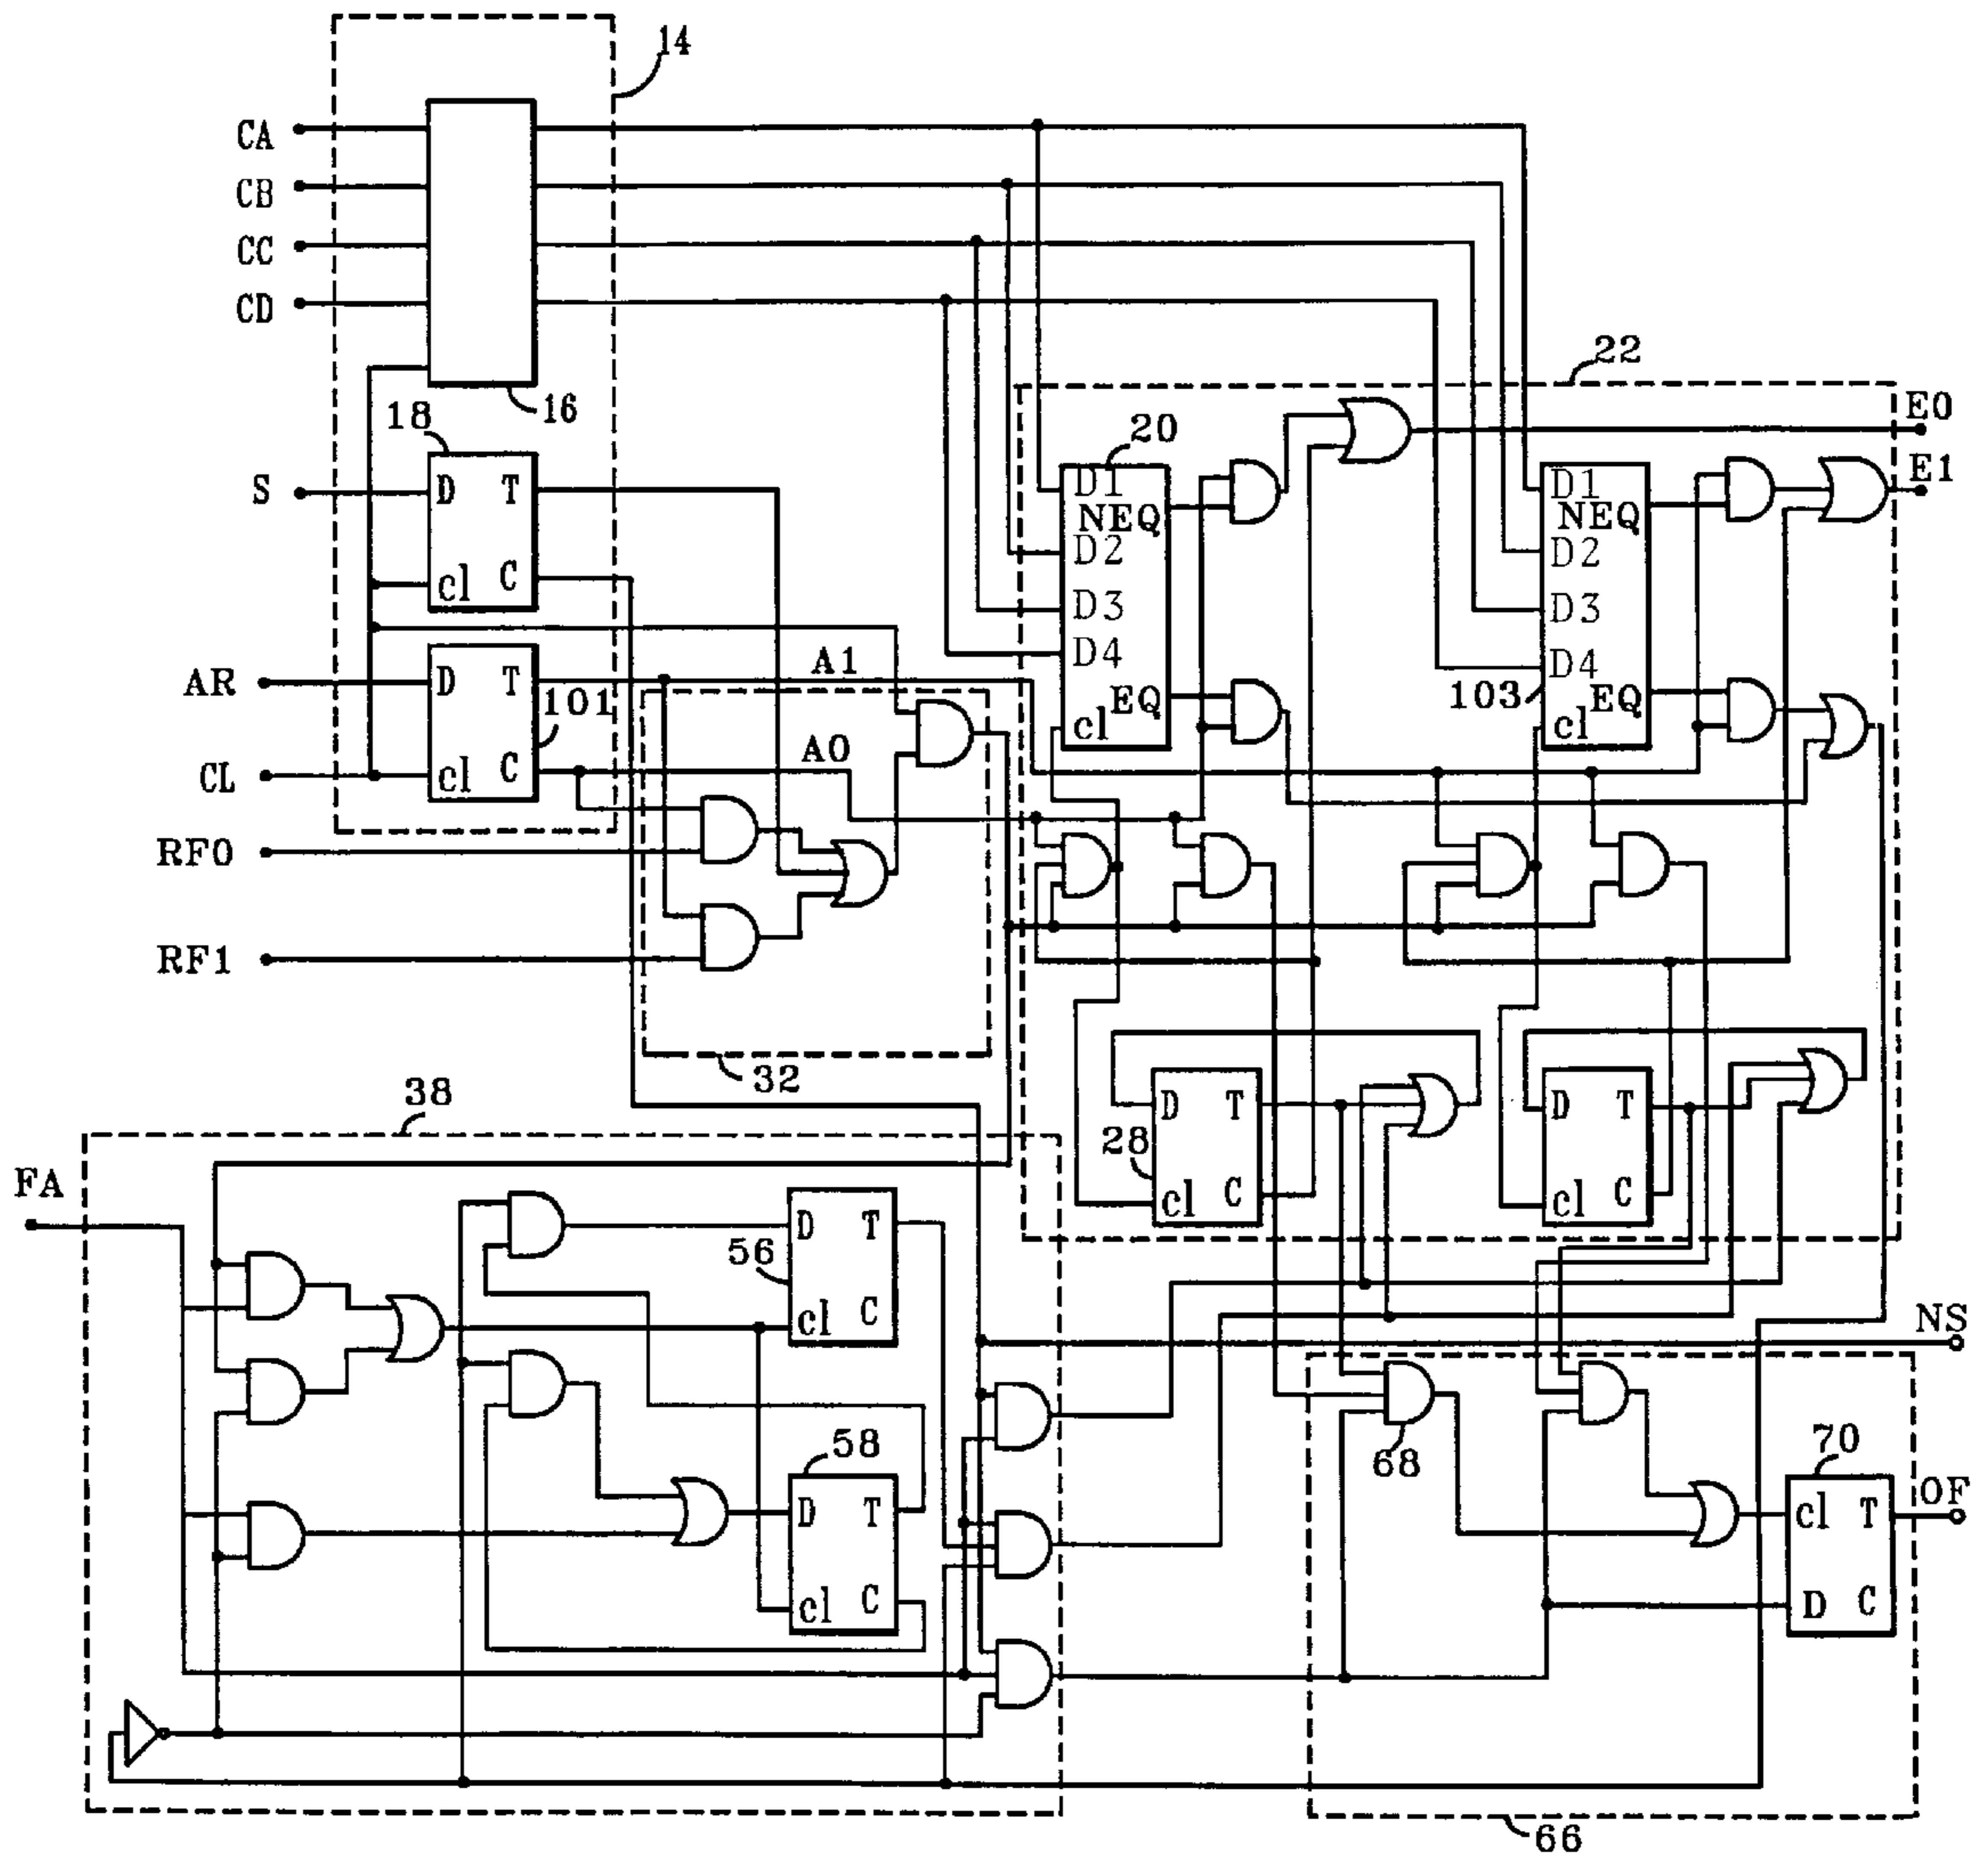 14
CA
CB
CC
CD
16
22
E0
E1
18
S
D T
cl C
20
D1
NEQ
D2
D3
D4
EQ
cl
D1
NEQ
D2
D3
D4
103
EQ
cl
AR
D T
101
cl C
CL
A1
A0
RF0
RF1
32
38
FA
D T
28
cl C
D T
cl C
D T
56
cl C
NS
58
D T
cl C
68
70
cl T
D C
OF
66